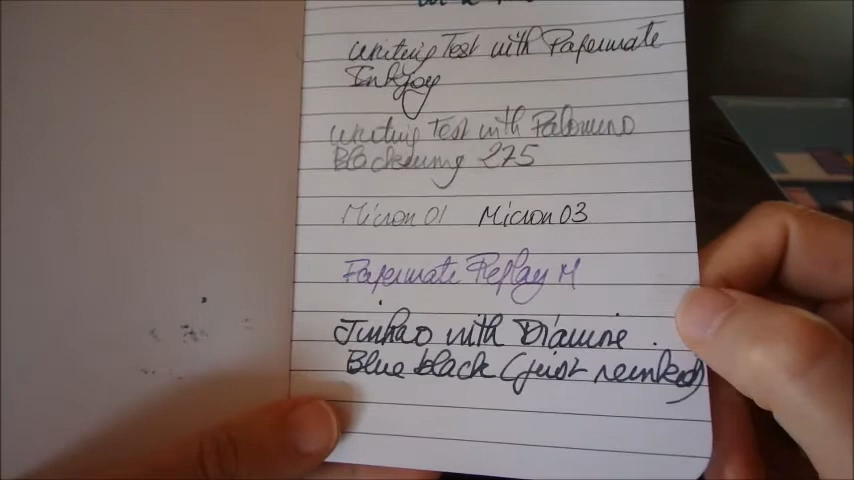 Writing Test with Papermate
InkJoy
Writing Test with Palomino
Blackwing 275
Micron 01 Micron 03
Papermate Replay M
Jinhao with Diamine
Blue black (just reinked)